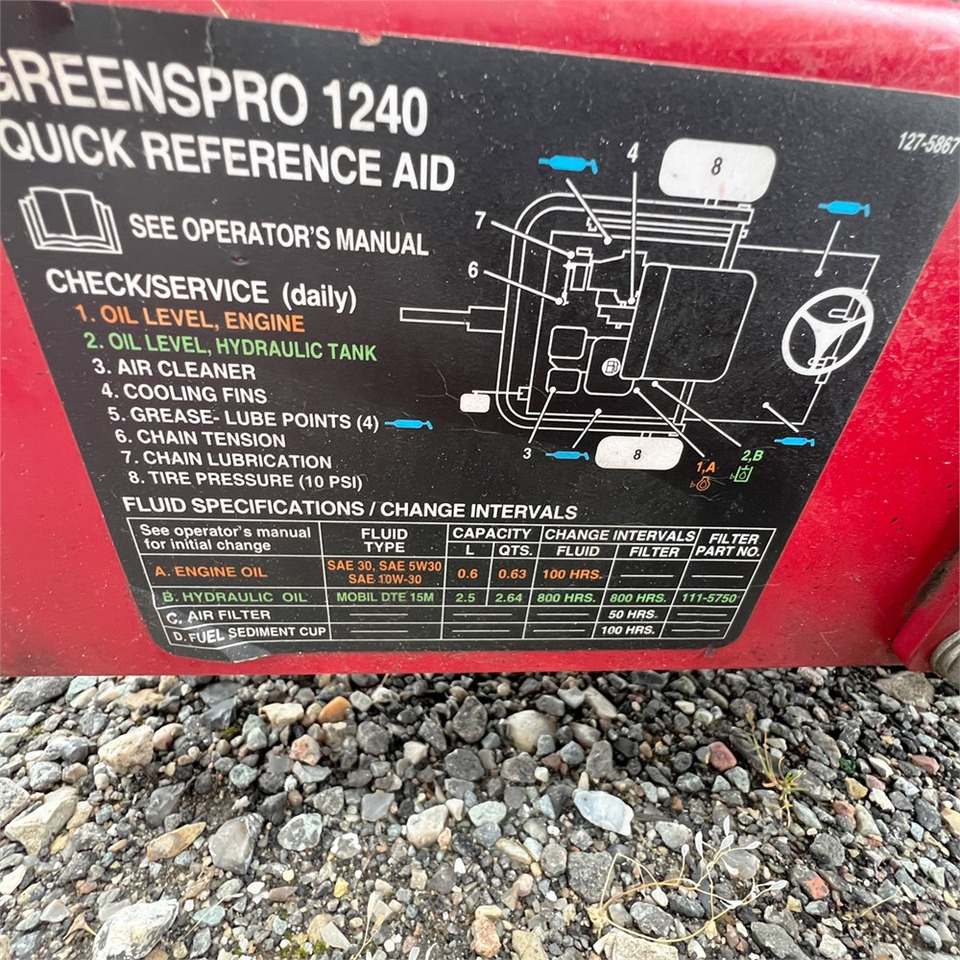 GREENSPRO 1240
QUICK REFERENCE AID
127-5867
SEE OPERATOR'S MANUAL
CHECK/SERVICE (daily)
1. OIL LEVEL, ENGINE
2. OIL LEVEL, HYDRAULIC TANK
3. AIR CLEANER
4. COOLING FINS
5. GREASE- LUBE POINTS (4)
6. CHAIN TENSION
7. CHAIN LUBRICATION
8. TIRE PRESSURE (10 PSI)
4
8
7
6
3
8
1,A
2,B
FLUID SPECIFICATIONS / CHANGE INTERVALS
See operator's manual for initial change
FLUID TYPE
CAPACITY
L
QTS.
CHANGE INTERVALS
FLUID
FILTER
FILTER PART NO.
A. ENGINE OIL
SAE 30, SAE 5W30
SAE 10W-30
0.6 0.63 100 HRS.
B. HYDRAULIC OIL MOBIL DTE 15M 2.5 2.64 800 HRS. 800 HRS. 111-5750
C. AIR FILTER 50 HRS.
D. FUEL SEDIMENT CUP 100 HRS.